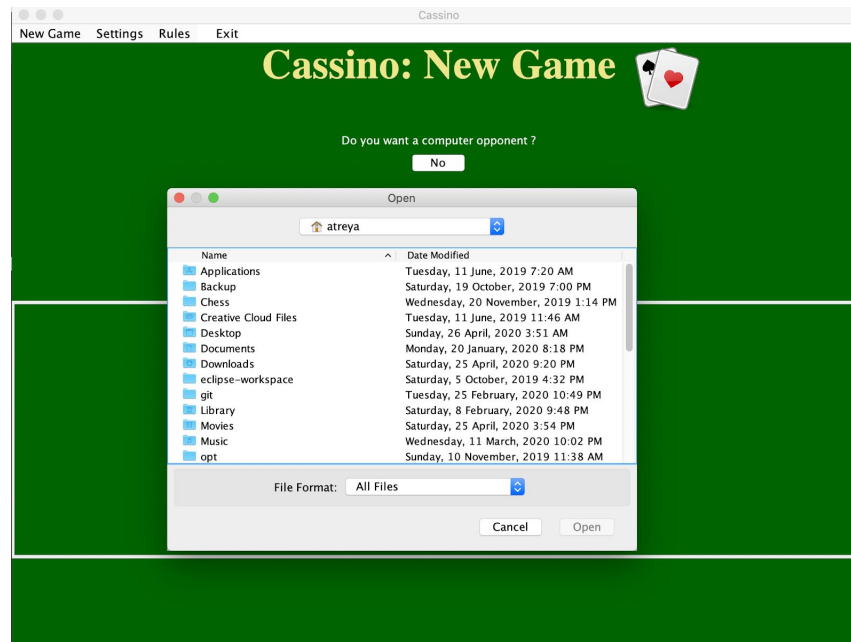 Cassino
New Game Settings Rules Exit
Cassino: New Game
Do you want a computer opponent ?
No
Open
atreya
Name Date Modified
Applications Tuesday, 11 June, 2019 7:20 AM
Backup Saturday, 19 October, 2019 7:00 PM
Chess Wednesday, 20 November, 2019 1:14 PM
Creative Cloud Files Tuesday, 11 June, 2019 11:46 AM
Desktop Sunday, 26 April, 2020 3:51 AM
Documents Monday, 20 January, 2020 8:18 PM
Downloads Saturday, 25 April, 2020 9:20 PM
eclipse-workspace Saturday, 5 October, 2019 4:32 PM
git Tuesday, 25 February, 2020 10:49 PM
Library Saturday, 8 February, 2020 9:48 PM
Movies Saturday, 25 April, 2020 3:54 PM
Music Wednesday, 11 March, 2020 10:02 PM
opt Sunday, 10 November, 2019 11:38 AM
File Format: All Files
Cancel Open